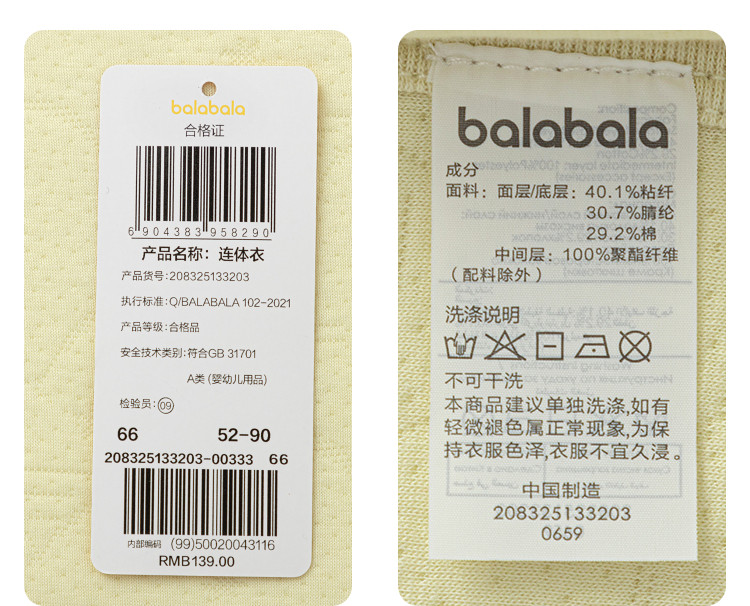 balabala
合格证
6 904383 958290
产品名称：连体衣
产品货号：208325133203
执行标准：Q/BALABALA 102-2021
产品等级：合格品
安全技术类别：符合GB 31701
A类 (婴幼儿用品)
检验员：09
66 52-90
208325133203-00333 66
内部编码 (99)50020043116
RMB139.00
balabala
成分
面料：面层/底层：40.1%粘纤
30.7%腈纶
29.2%棉
中间层：100%聚酯纤维
（配料除外）
洗涤说明
不可干洗
本商品建议单独洗涤,如有
轻微褪色属正常现象,为保
持衣服色泽,衣服不宜久浸。
中国制造
208325133203
0659